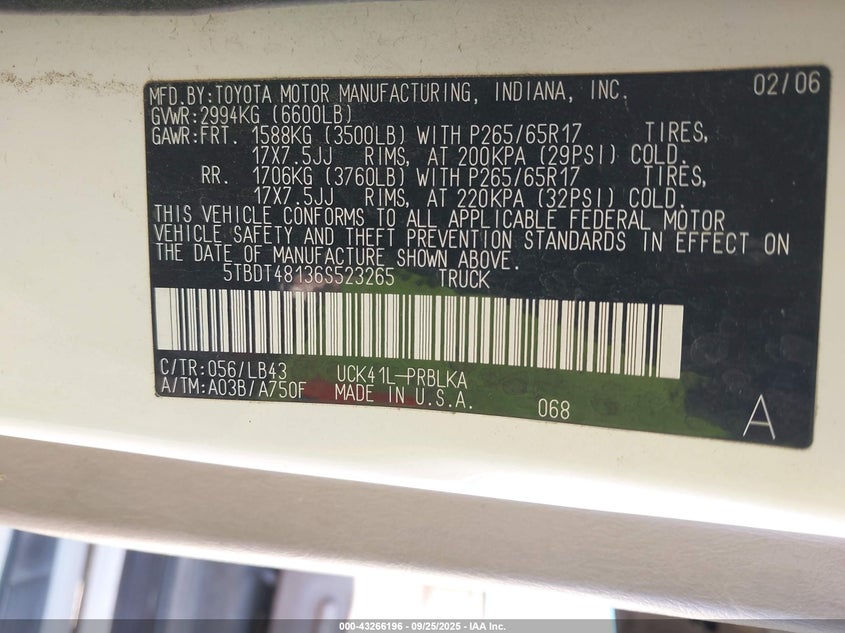 MFD.BY:TOYOTA MOTOR MANUFACTURING, INDIANA, INC. 02/06
GVWR:2994KG (6600LB)
GAWR:FRT. 1588KG (3500LB) WITH P265/65R17 TIRES,
17X7.5JJ RIMS, AT 200KPA (29PSI) COLD.
RR. 1706KG (3760LB) WITH P265/65R17 TIRES,
17X7.5JJ RIMS, AT 220KPA (32PSI) COLD.
THIS VEHICLE CONFORMS TO ALL APPLICABLE FEDERAL MOTOR
VEHICLE SAFETY AND THEFT PREVENTION STANDARDS IN EFFECT ON
THE DATE OF MANUFACTURE SHOWN ABOVE.
5TBDT48136S523265 TRUCK
C/TR:056/LB43 UCK41L-PRBLKA
A/TM:A03B/A750F MADE IN U.S.A. 068 A
000-43266196 - 09/25/2025 - IAA Inc.